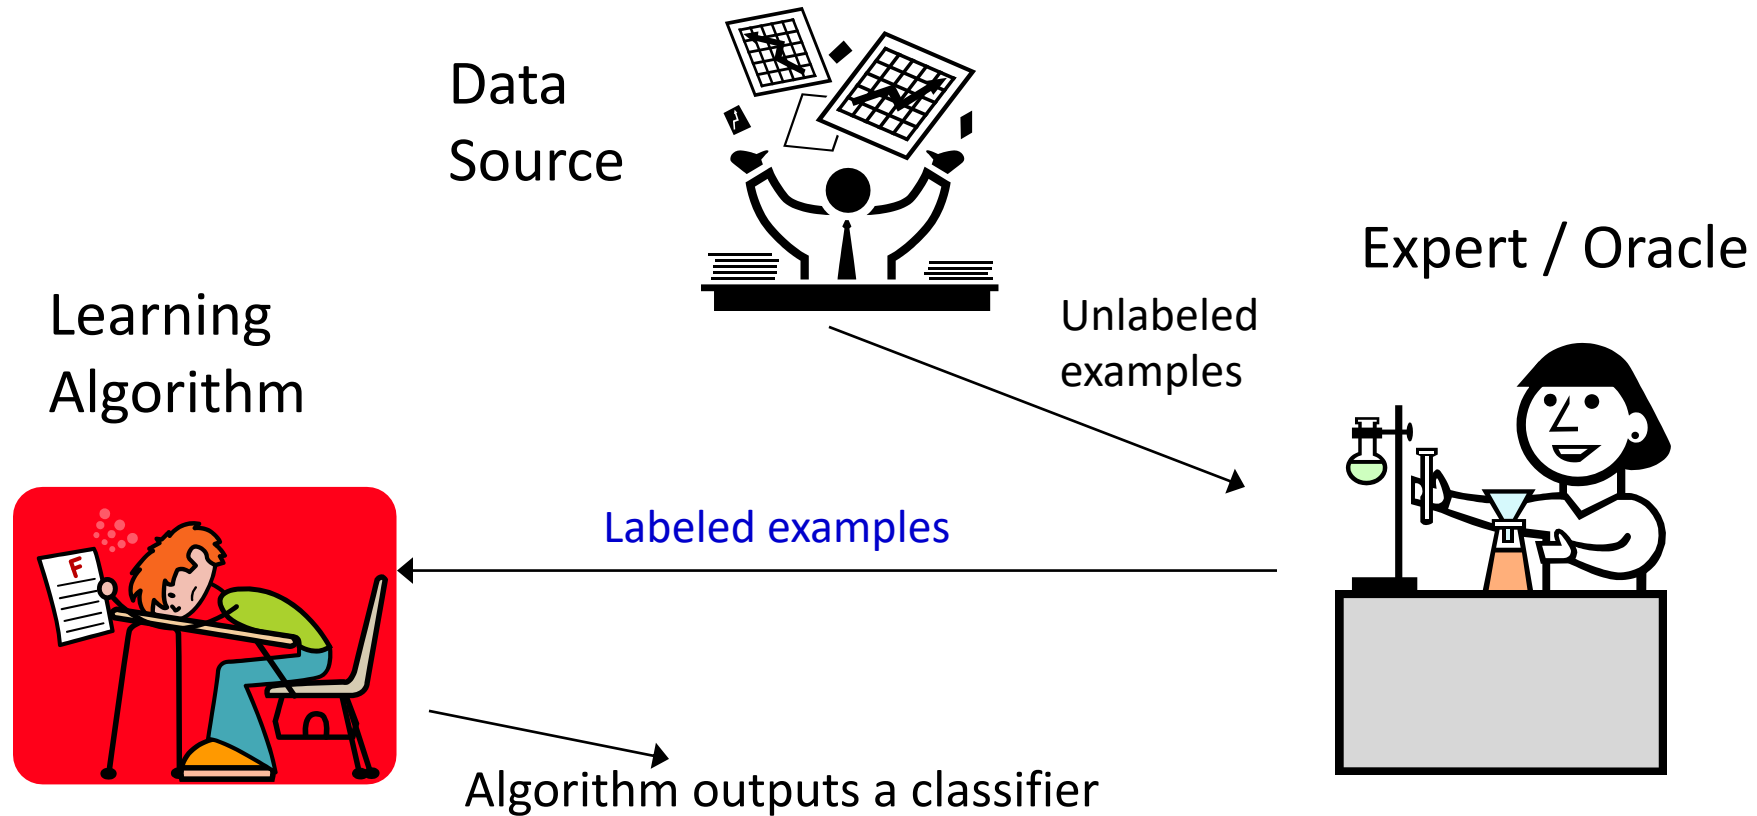 Data
Source
Expert / Oracle
Unlabeled
examples
Learning
Algorithm
Labeled examples
F
Algorithm outputs a classifier